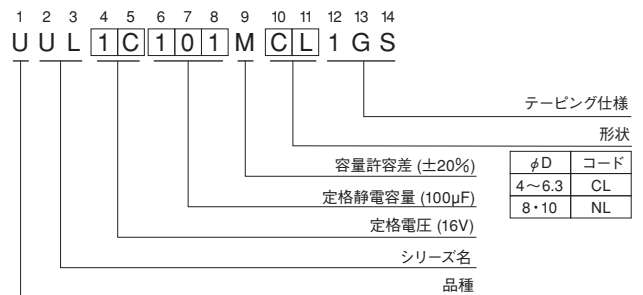 1 2 3 4 5 6 7 8 9 10 11 12 13 14
U U L 1 C 1 0 1 M C L 1 G S
テーピング仕様
形状
容量許容差 (±20%)
φD コード
4～6.3 CL
8・10 NL
定格静電容量 (100µF)
定格電圧 (16V)
シリーズ名
品種